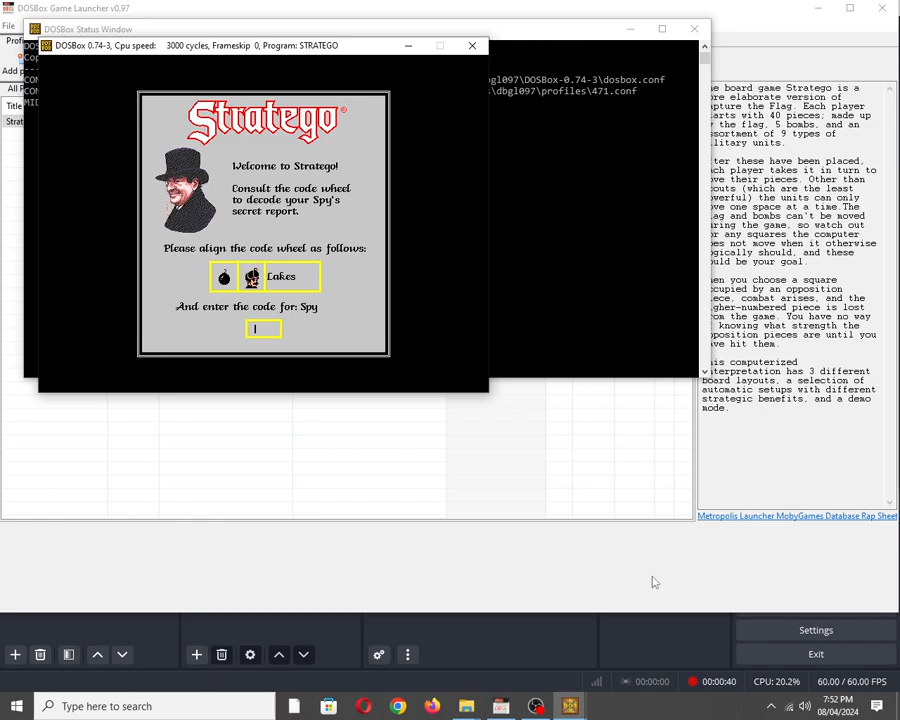 DOSBox Game Launcher v0.97
File
DOSBox Status Window
DOSBox 0.74-3, Cpu speed: 3000 cycles, Frameskip 0, Program: STRATEGO
Add p
All P
Title
Strat
bgl097\DOSBox-0.74-3\dosbox.conf
s\dbgl097\profiles\471.conf
Stratego®
Welcome to Stratego!
Consult the code wheel
to decode your Spy's
secret report.
Please align the code wheel as follows:
Lakes
And enter the code for: Spy
he board game Stratego is a
ore elaborate version of
apture the Flag. Each player
tarts with 40 pieces; made up
y the flag, 5 bombs, and an
ssortment of 9 types of
ilitary units.
fter these have been placed,
ach player takes it in turn to
ove their pieces. Other than
couts (which are the least
owerful) the units can only
ove one space at a time.The
lag and bombs can't be moved
uring the game, so watch out
or any squares the computer
oes not move when it otherwise
ogically should, and these
ould be your goal.
hen you choose a square
ccupied by an opposition
iece, combat arises, and the
igher-numbered piece is lost
rom the game. You have no way
f knowing what strength the
pposition pieces are until you
ave hit them.
his computerized
nterpretation has 3 different
board layouts, a selection of
automatic setups with different
strategic benefits, and a demo
mode.
Metropolis Launcher MobyGames Database Rap Sheet
Settings
Exit
00:00:00
00:00:40
CPU: 20.2%
60.00 / 60.00 FPS
Type here to search
7:52 PM
08/04/2024